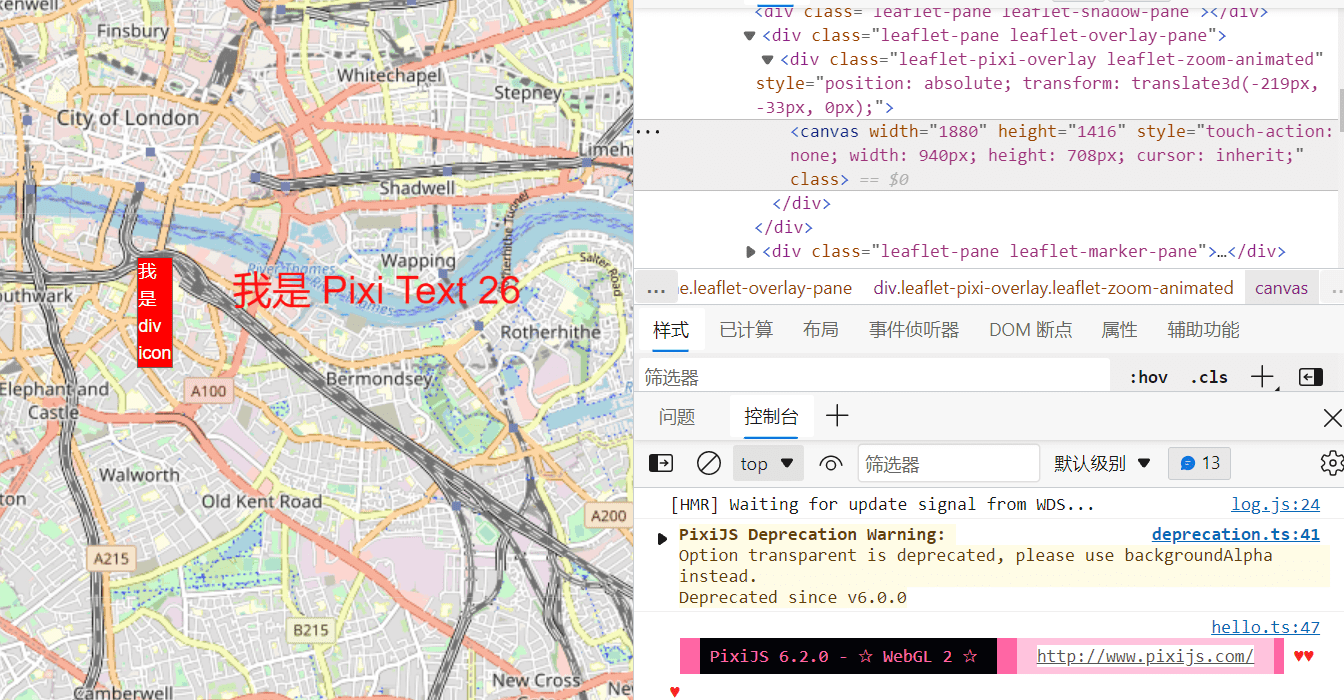 Finsbury
Whitechapel
Stepney
City of London
Shadwell
River Thames
Wapping
Rotherhithe Tunnel
Salter Road
我
是
div
icon
我是 Pixi Text 26
Rotherhithe
Bermondsey
A100
Elephant and
Castle
Walworth
Old Kent Road
A200
A215
B215
Camberwell
New Cross
<div class="leaflet-pane leaflet-shadow-pane"></div>
<div class="leaflet-pane leaflet-overlay-pane">
<div class="leaflet-pixi-overlay leaflet-zoom-animated"
style="position: absolute; transform: translate3d(-219px,
-33px, 0px);">
<canvas width="1880" height="1416" style="touch-action:
none; width: 940px; height: 708px; cursor: inherit;"
class> == $0
</div>
</div>
<div class="leaflet-pane leaflet-marker-pane">…</div>
... e.leaflet-overlay-pane div.leaflet-pixi-overlay.leaflet-zoom-animated canvas ...
样式 已计算 布局 事件侦听器 DOM 断点 属性 辅助功能
筛选器 :hov .cls
问题 控制台
top 筛选器 默认级别 13
[HMR] Waiting for update signal from WDS... log.js:24
PixiJS Deprecation Warning: deprecation.ts:41
Option transparent is deprecated, please use backgroundAlpha
instead.
Deprecated since v6.0.0
hello.ts:47
PixiJS 6.2.0 - ☆ WebGL 2 ☆ http://www.pixijs.com/ ♥♥
♥